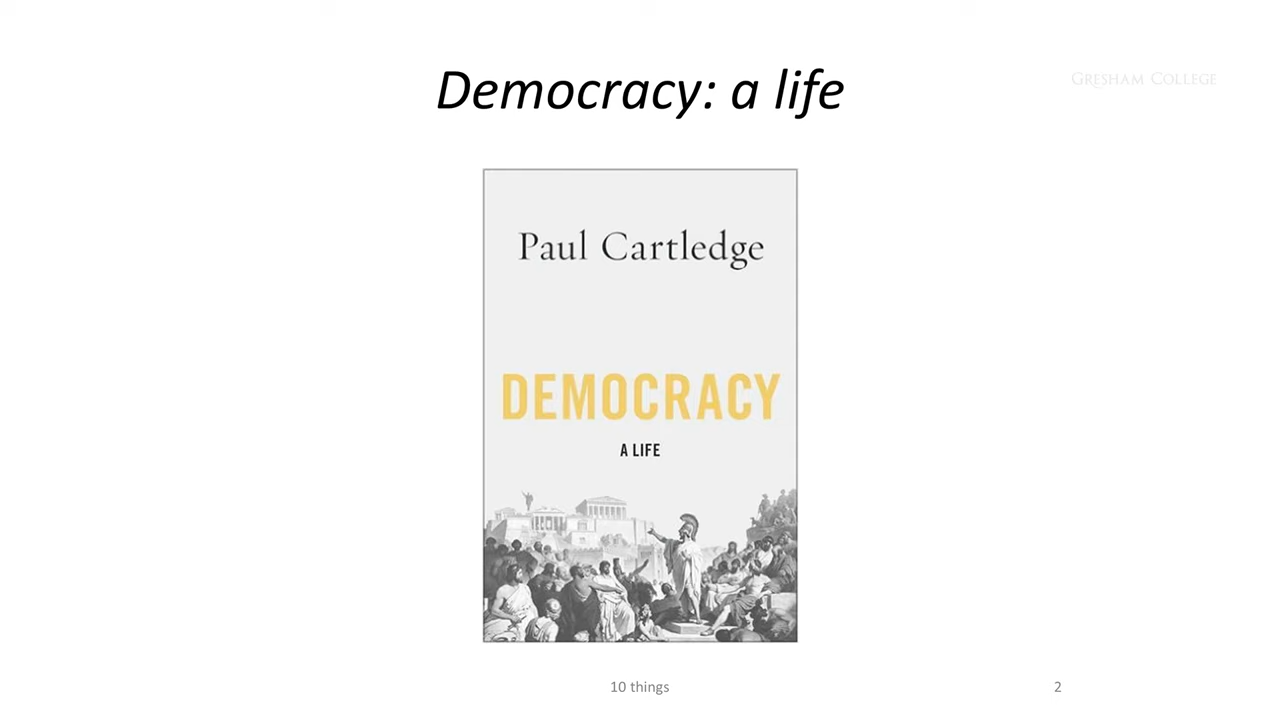 Democracy: a life
GRESHAM COLLEGE
Paul Cartledge
DEMOCRACY
A LIFE
10 things
2